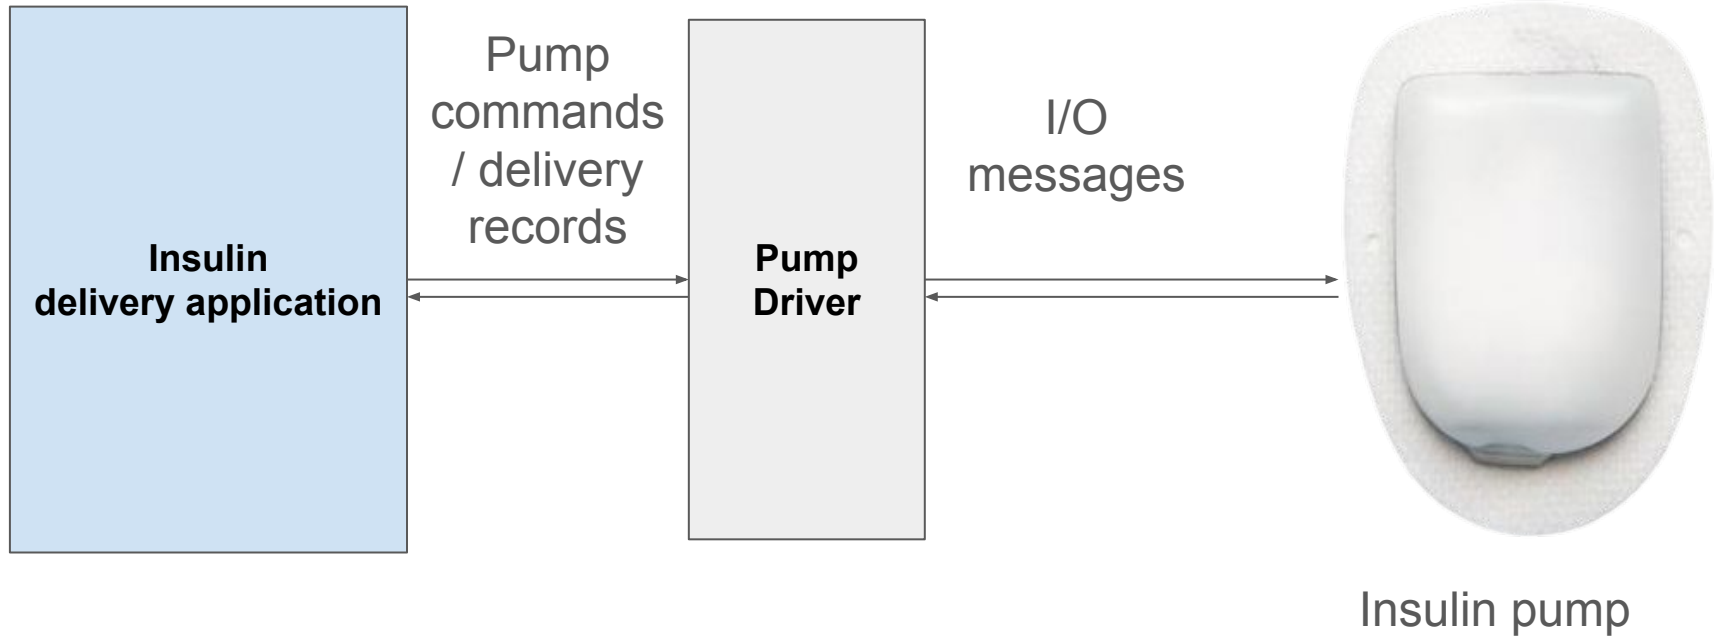 Pump
commands
/ delivery
records
I/O
messages
Insulin
delivery application
Pump
Driver
Insulin pump